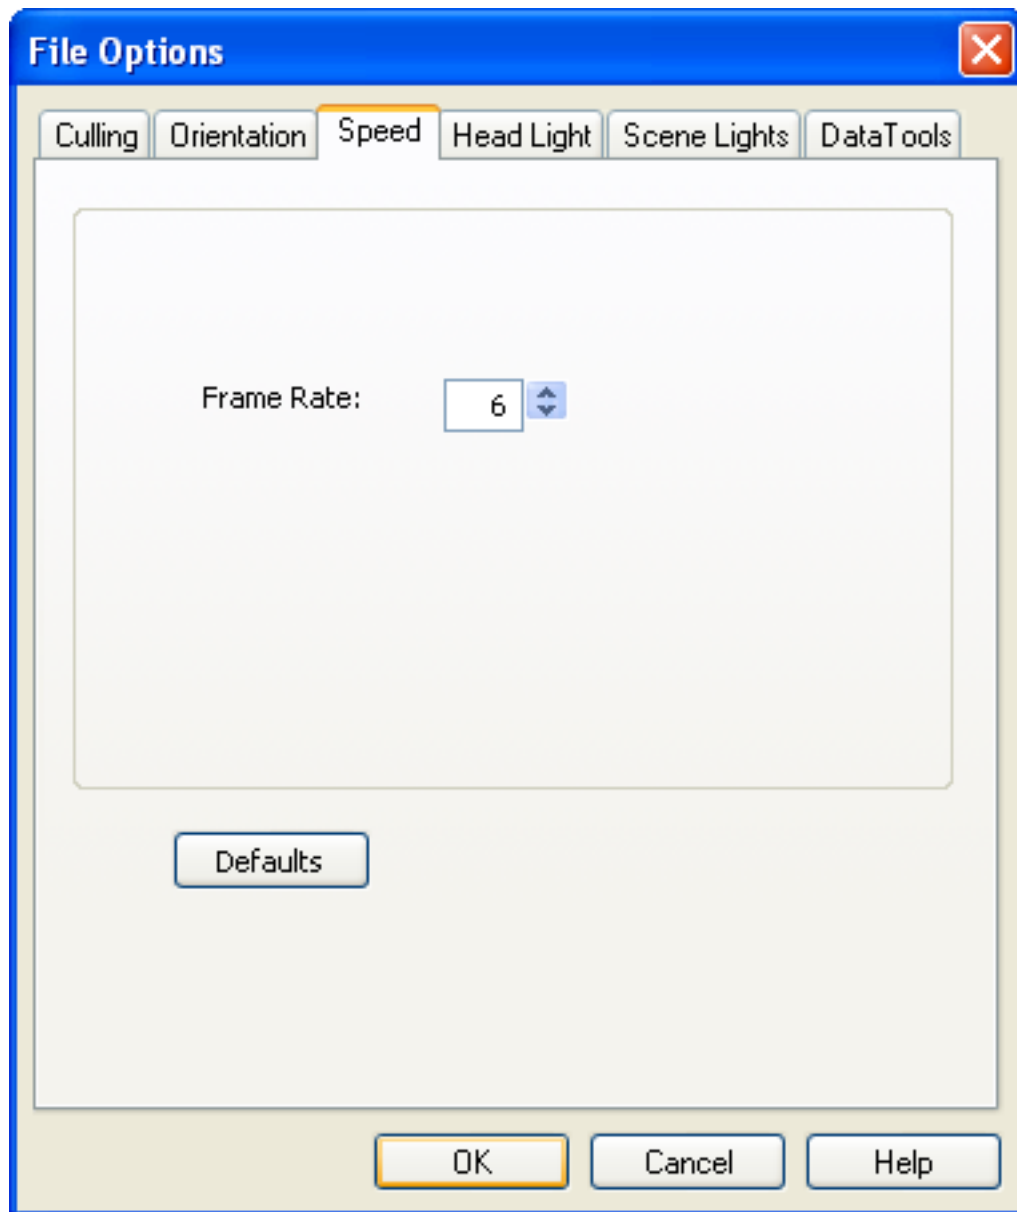 File Options
Culling Orientation Speed Head Light Scene Lights DataTools
Frame Rate: 6
Defaults
OK Cancel Help